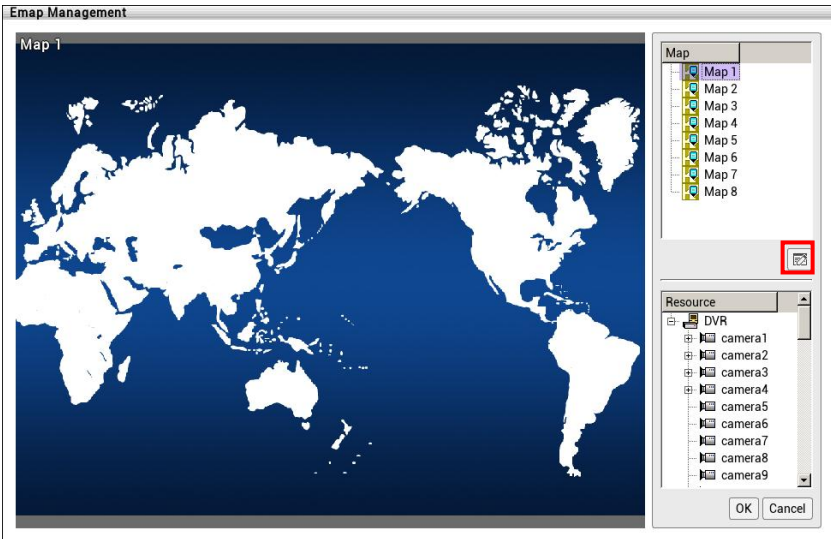 Emap Management
Map 1
Map
Map 1
Map 2
Map 3
Map 4
Map 5
Map 6
Map 7
Map 8
Resource
DVR
camera1
camera2
camera3
camera4
camera5
camera6
camera7
camera8
camera9
OK Cancel